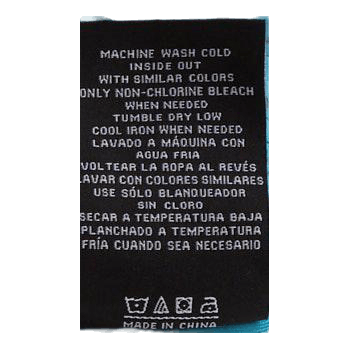 MACHINE WASH COLD
INSIDE OUT
WITH SIMILAR COLORS
ONLY NON-CHLORINE BLEACH
WHEN NEEDED
TUMBLE DRY LOW
COOL IRON WHEN NEEDED
LAVADO A MÁQUINA CON
AGUA FRIA
VOLTEAR LA ROPA AL REVÉS
LAVAR CON COLORES SIMILARES
USE SÓLO BLANQUEADOR
SIN CLORO
SECAR A TEMPERATURA BAJA
PLANCHADO A TEMPERATURA
FRÍA CUANDO SEA NECESARIO
MADE IN CHINA